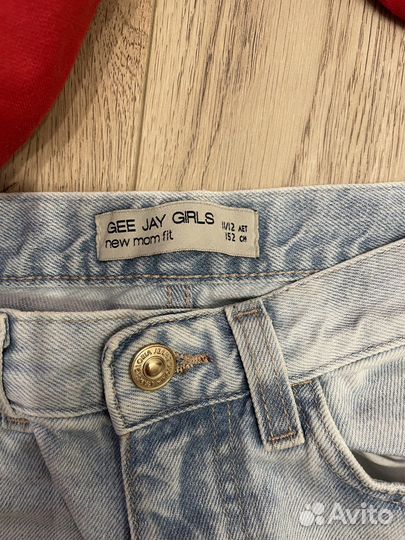 GEE JAY GIRLS
new mom fit
11/12 ЛЕТ
152 СМ
Avito